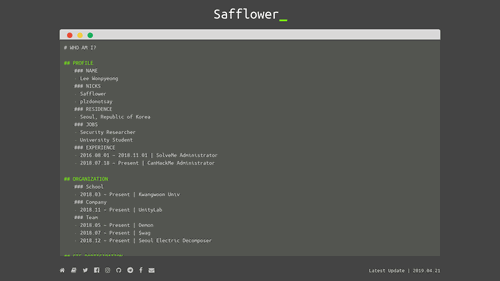 Safflower_
# WHO AM I?
## PROFILE
### NAME
- Lee Wonpyeong
### NICKS
- Safflower
- plzdonotsay
### RESIDENCE
- Seoul, Republic of Korea
### JOBS
- Security Researcher
- University Student
### EXPERIENCE
- 2016.08.01 ~ 2018.11.01 | SolveMe Administrator
- 2018.07.18 ~ Present | CanHackMe Administrator
## ORGANIZATION
### School
- 2018.03 ~ Present | Kwangwoon Univ
### Company
- 2018.11 ~ Present | UnityLab
### Team
- 2018.05 ~ Present | Demon
- 2018.07 ~ Present | $wag
- 2018.12 ~ Present | Seoul Electric Decomposer
Latest Update | 2019.04.21